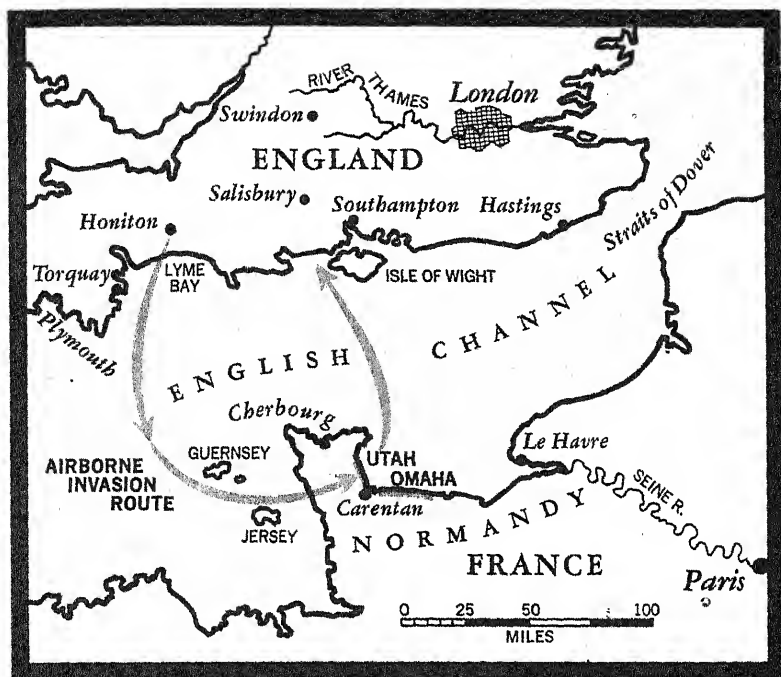 RIVER THAMES
London
Swindon
ENGLAND
Salisbury
Southampton
Hastings
Straits of Dover
Honiton
Torquay
LYME
BAY
ISLE OF WIGHT
Plymouth
ENGLISH CHANNEL
Cherbourg
GUERNSEY
UTAH
OMAHA
Le Havre
AIRBORNE
INVASION
ROUTE
SEINE R.
Carentan
JERSEY
NORMANDY
FRANCE
Paris
0 25 50 100
MILES